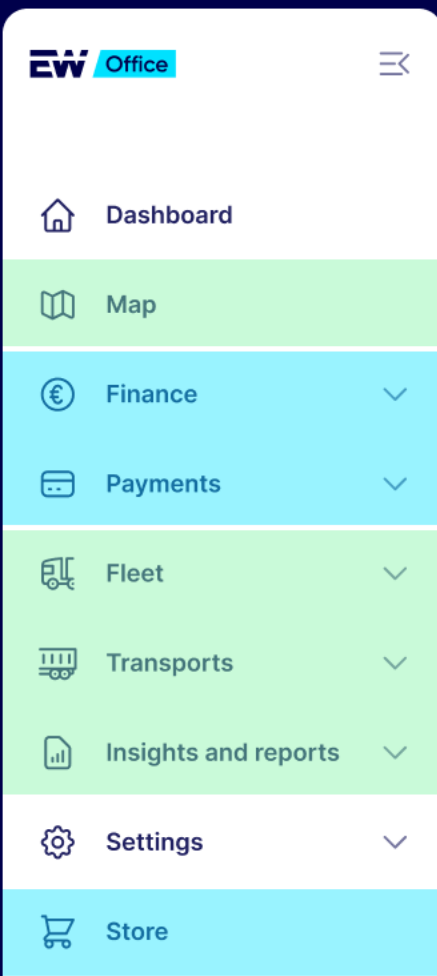 EW Office
Dashboard
Map
Finance
Payments
Fleet
Transports
Insights and reports
Settings
Store